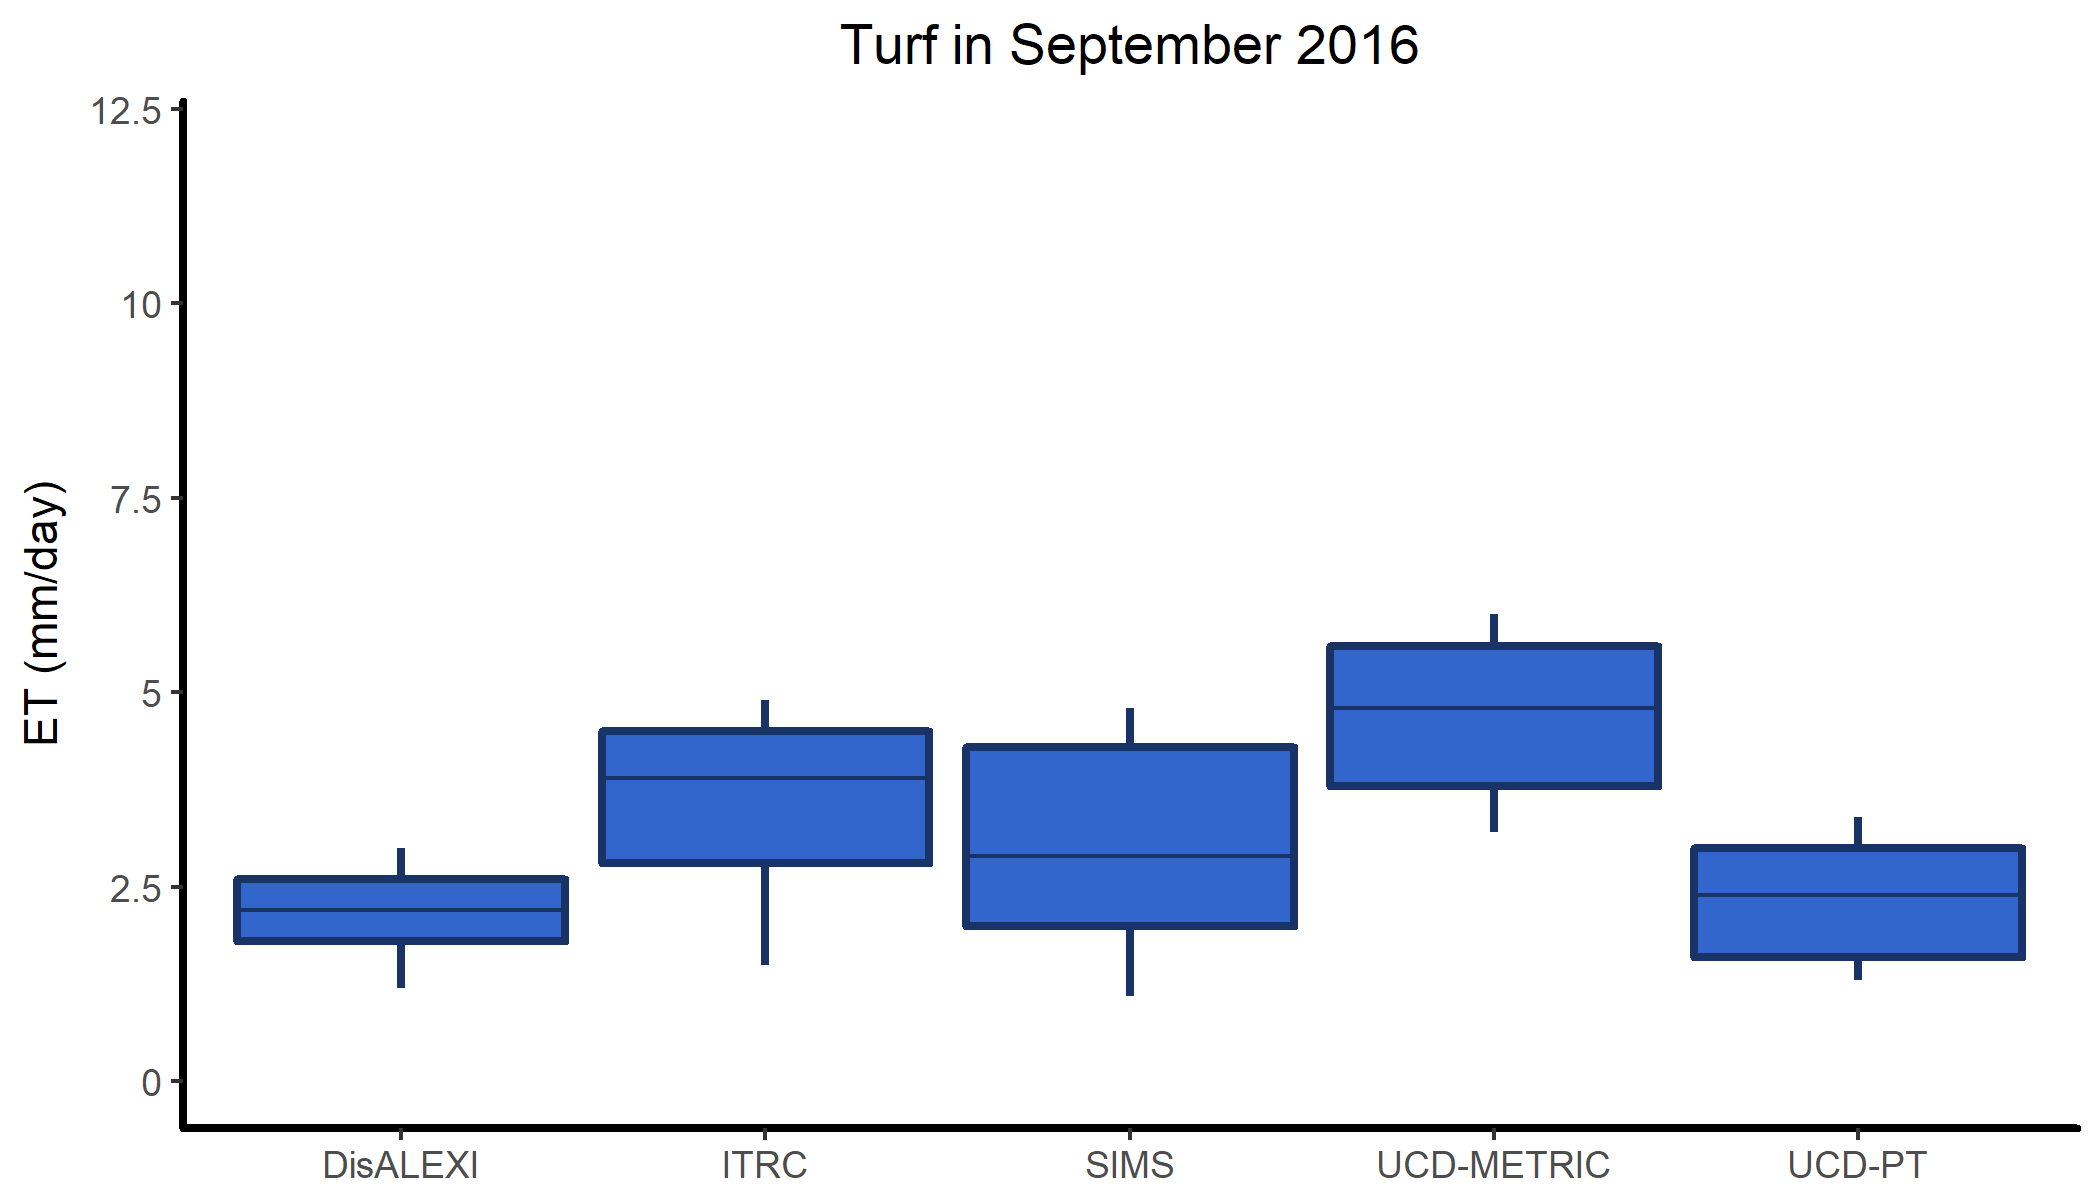 Turf in September 2016
ET (mm/day)
12.5
10
7.5
5
2.5
0
DisALEXI ITRC SIMS UCD-METRIC UCD-PT